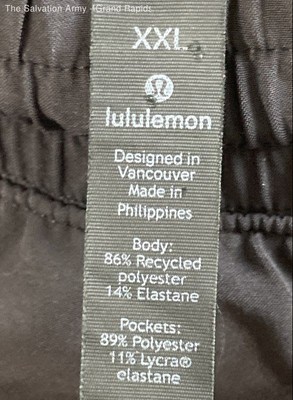 The Salvation Army - Grand Rapids
XXL
lululemon
Designed in
Vancouver
Made in
Philippines
Body:
86% Recycled
polyester
14% Elastane
Pockets:
89% Polyester
11% Lycra®
elastane